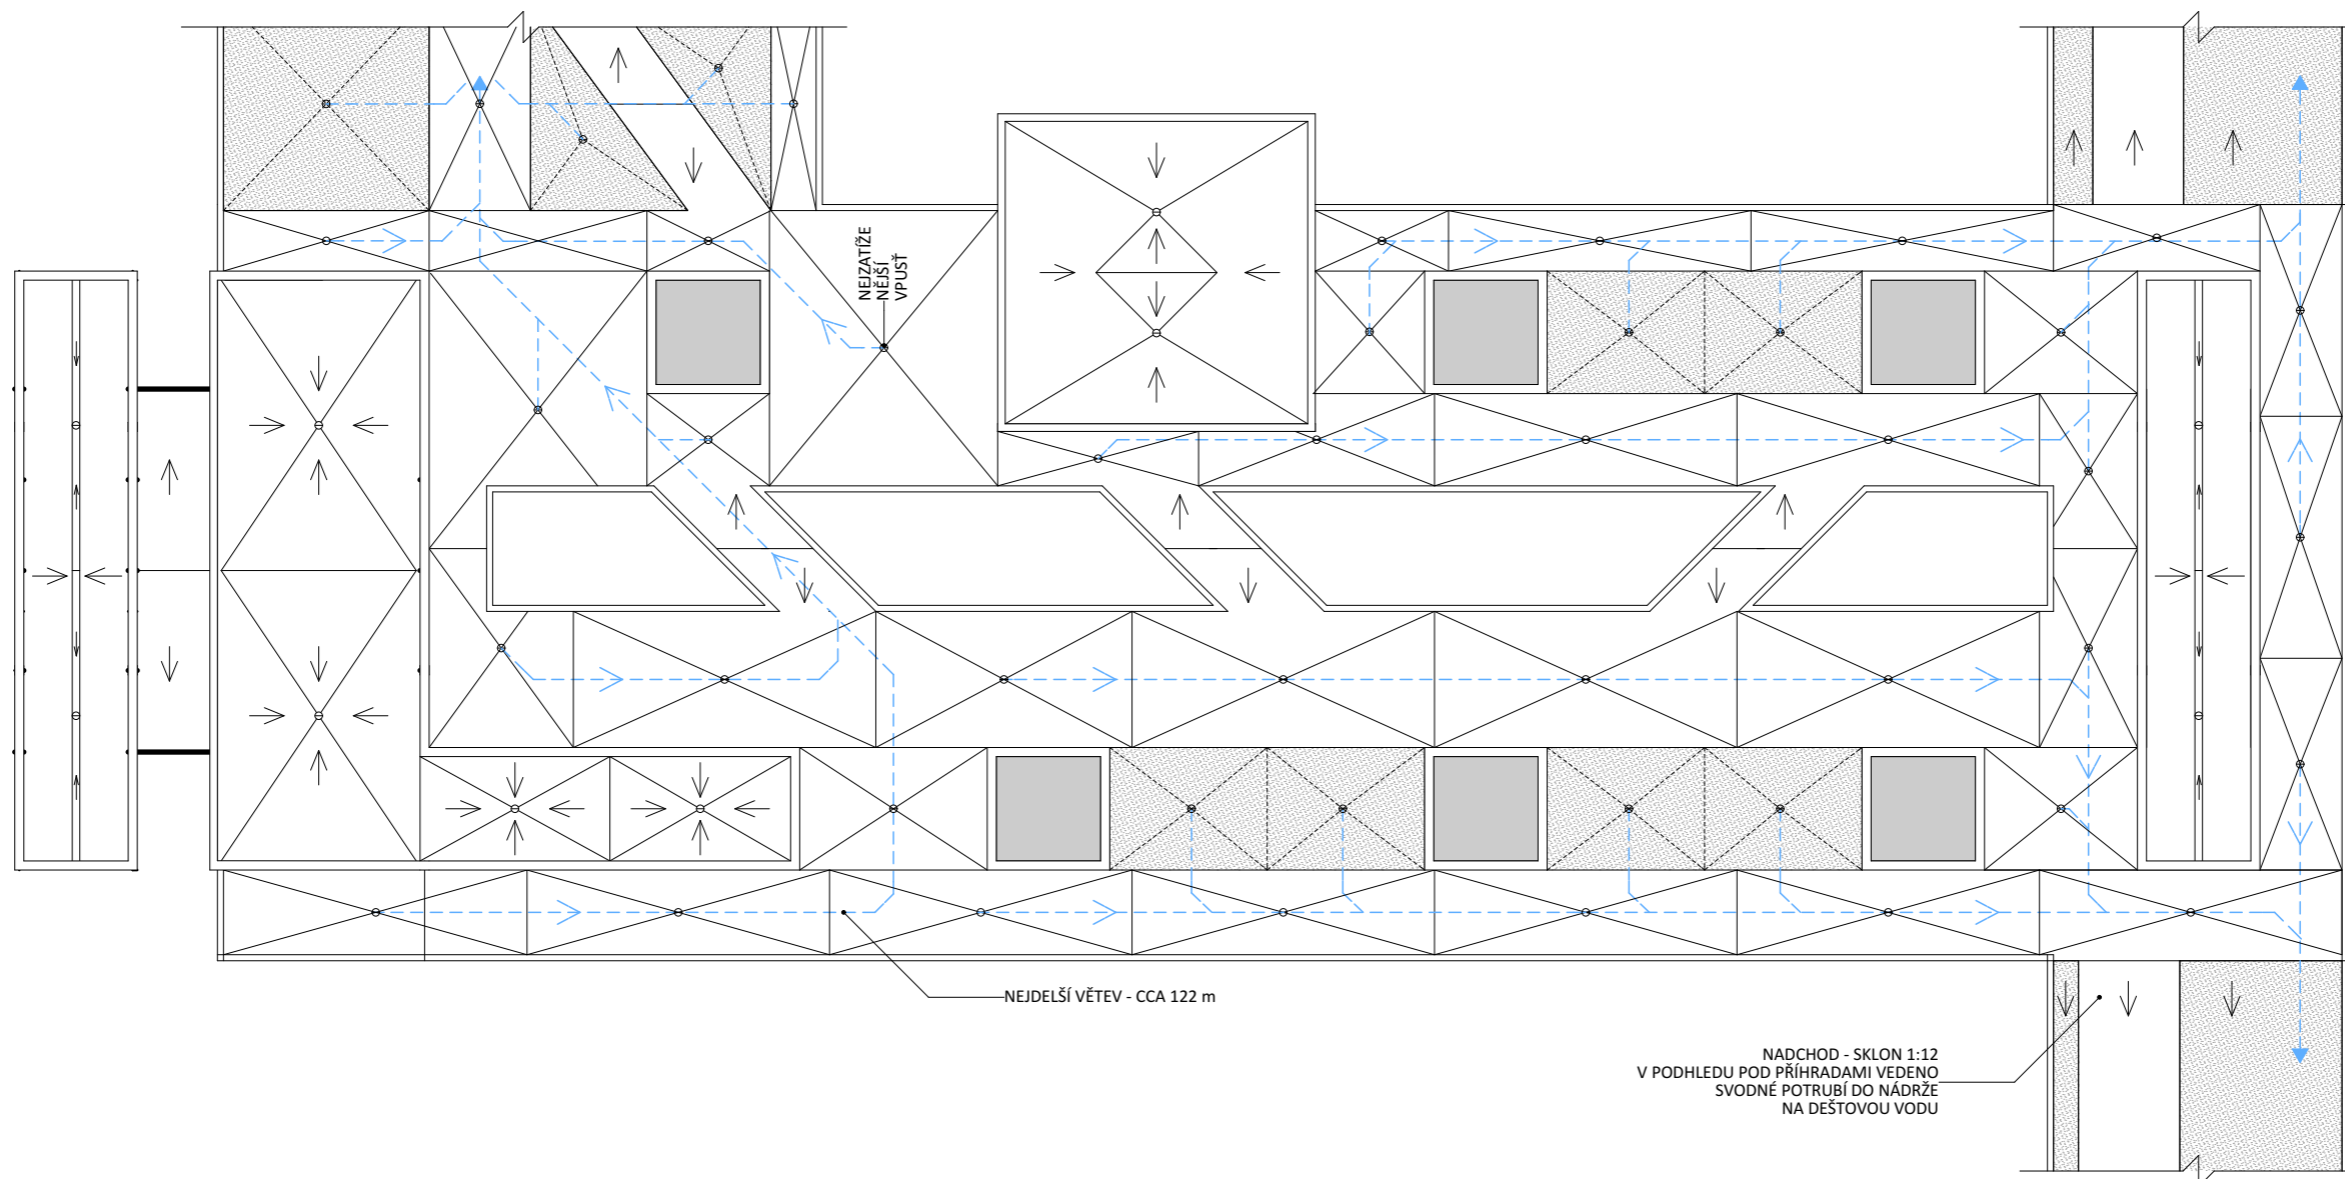 NEJZATÍŽE
NĚJŠÍ
VPUSŤ
NEJDELŠÍ VĚTEV - CCA 122 m
NADCHOD - SKLON 1:12
V PODHLEDU POD PŘÍHRADAMI VEDENO
SVODNÉ POTRUBÍ DO NÁDRŽE
NA DEŠTOVOU VODU